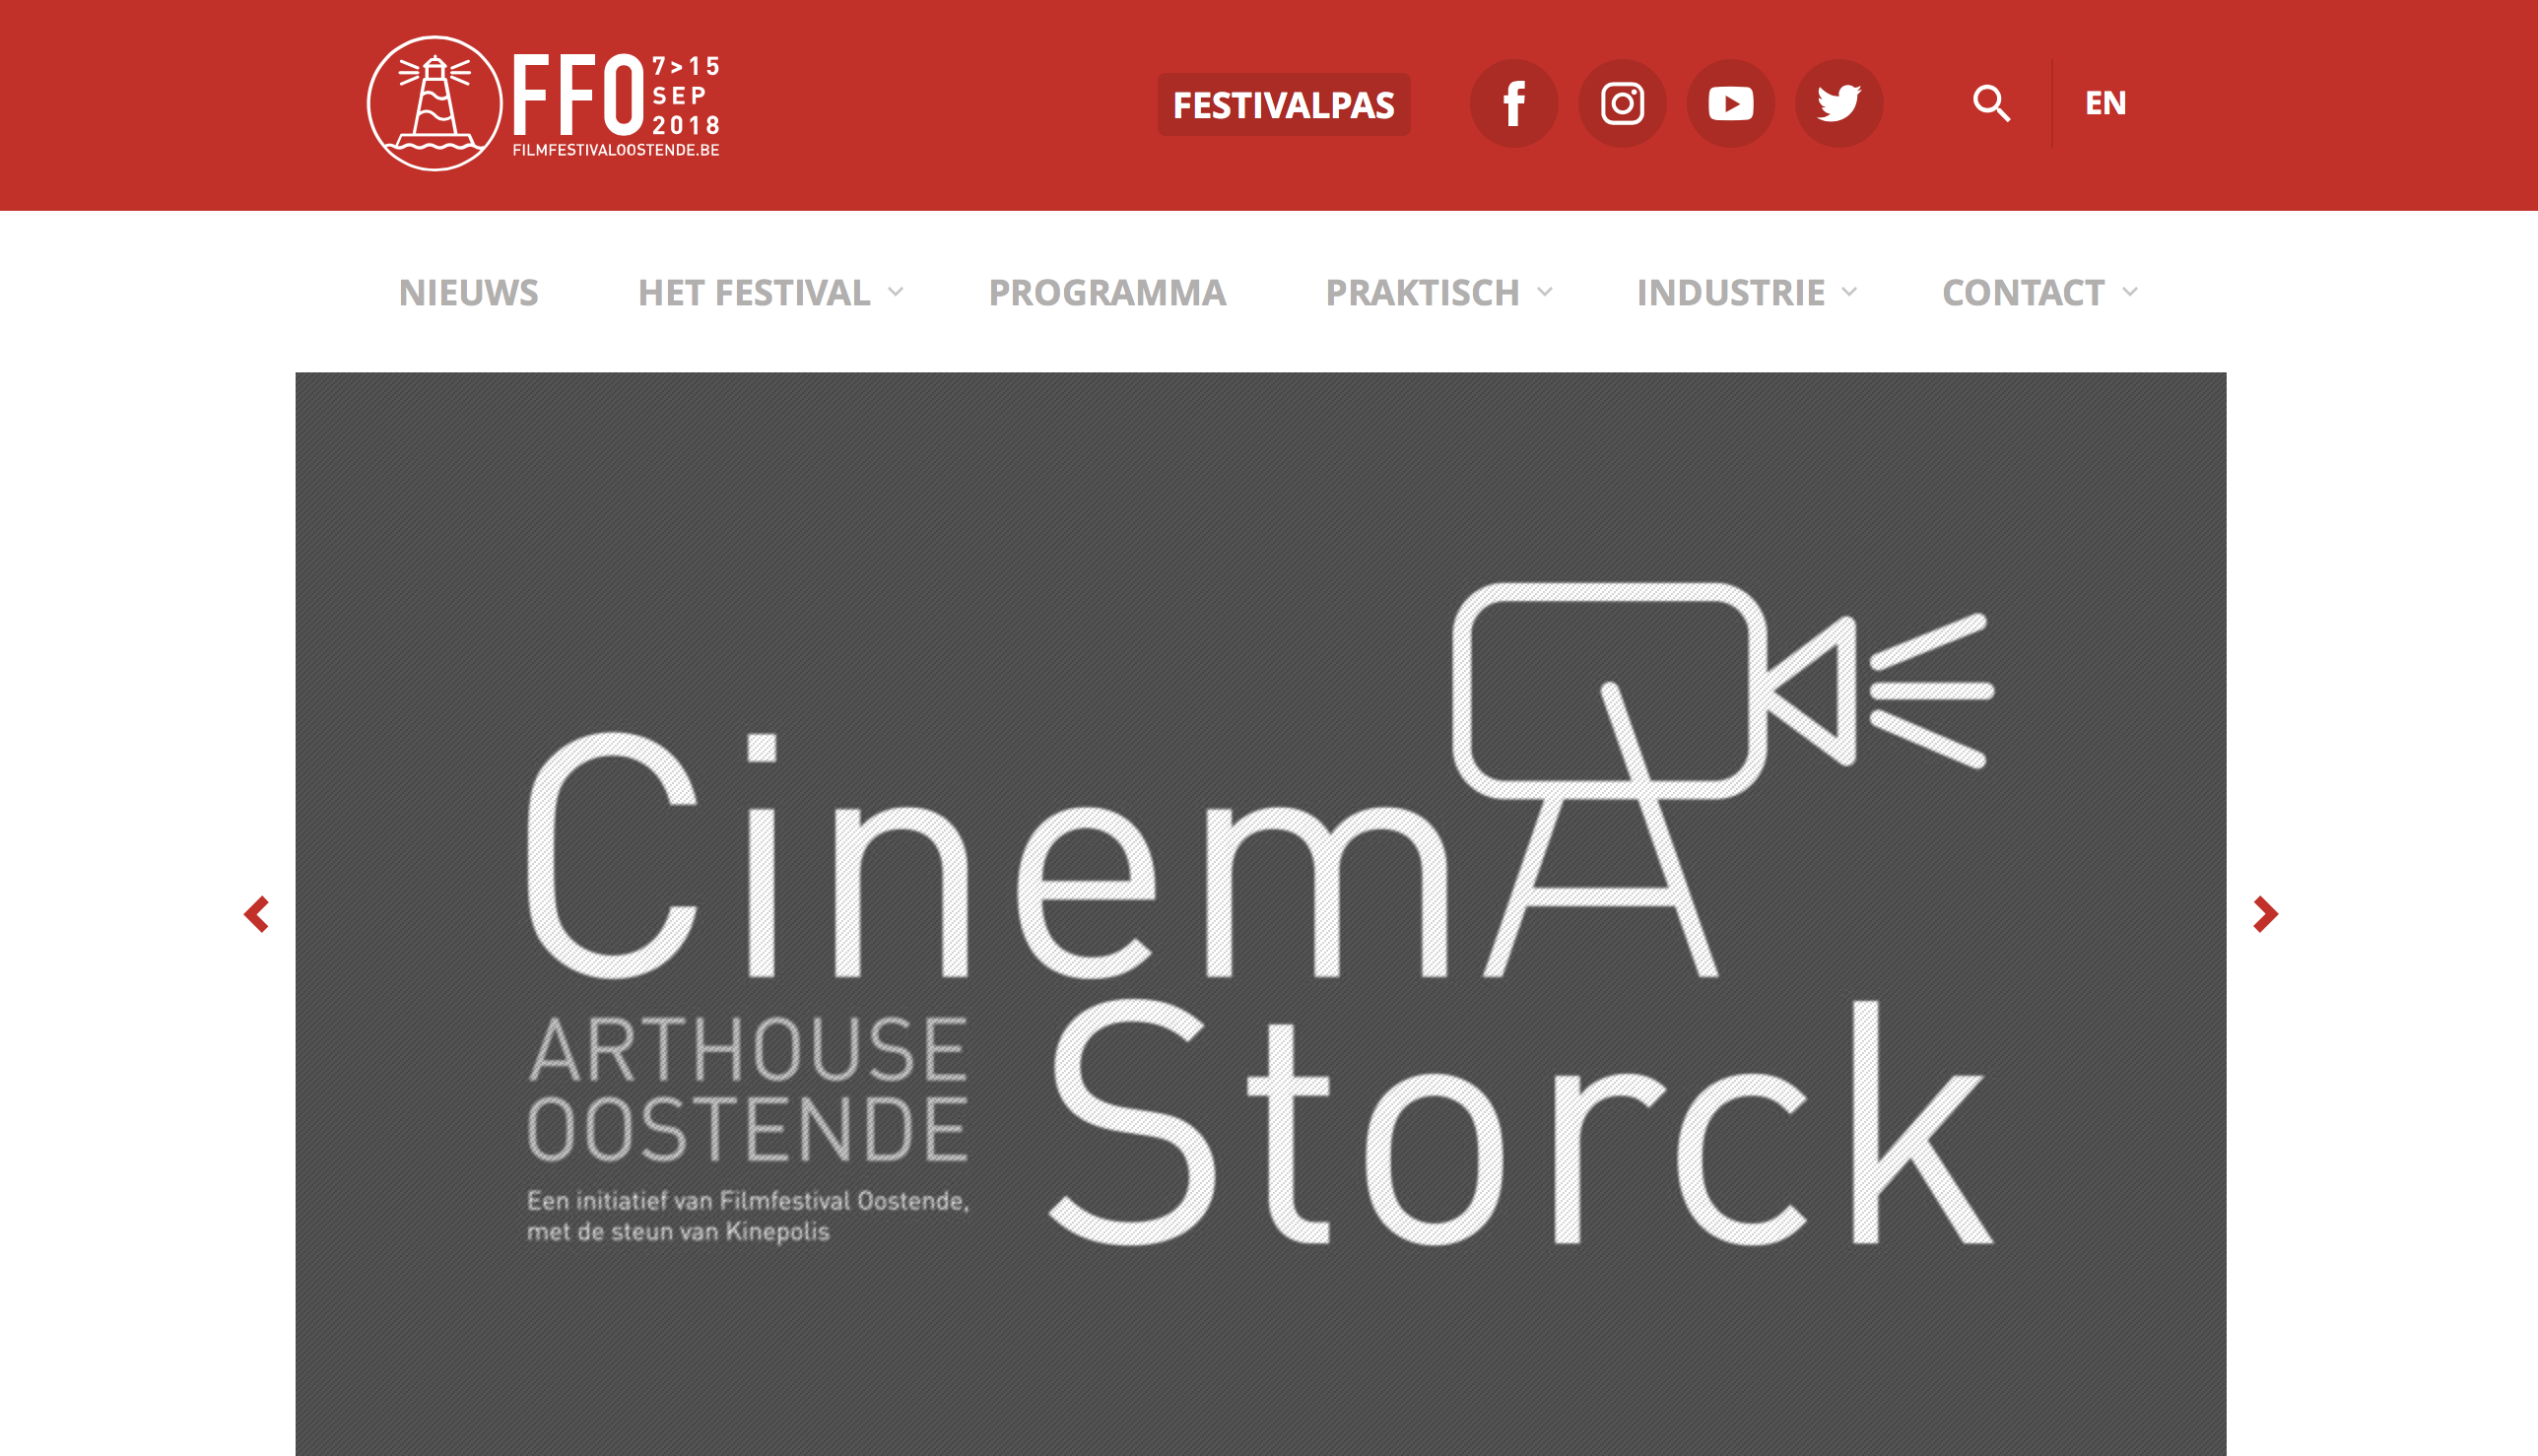 FFO
7>15
SEP
2018
FILMFESTIVALOOSTENDE.BE
FESTIVALPAS
EN
NIEUWS HET FESTIVAL PROGRAMMA PRAKTISCH INDUSTRIE CONTACT
CinemA
Storck
ARTHOUSE
OOSTENDE
Een initiatief van Filmfestival Oostende,
met de steun van Kinepolis